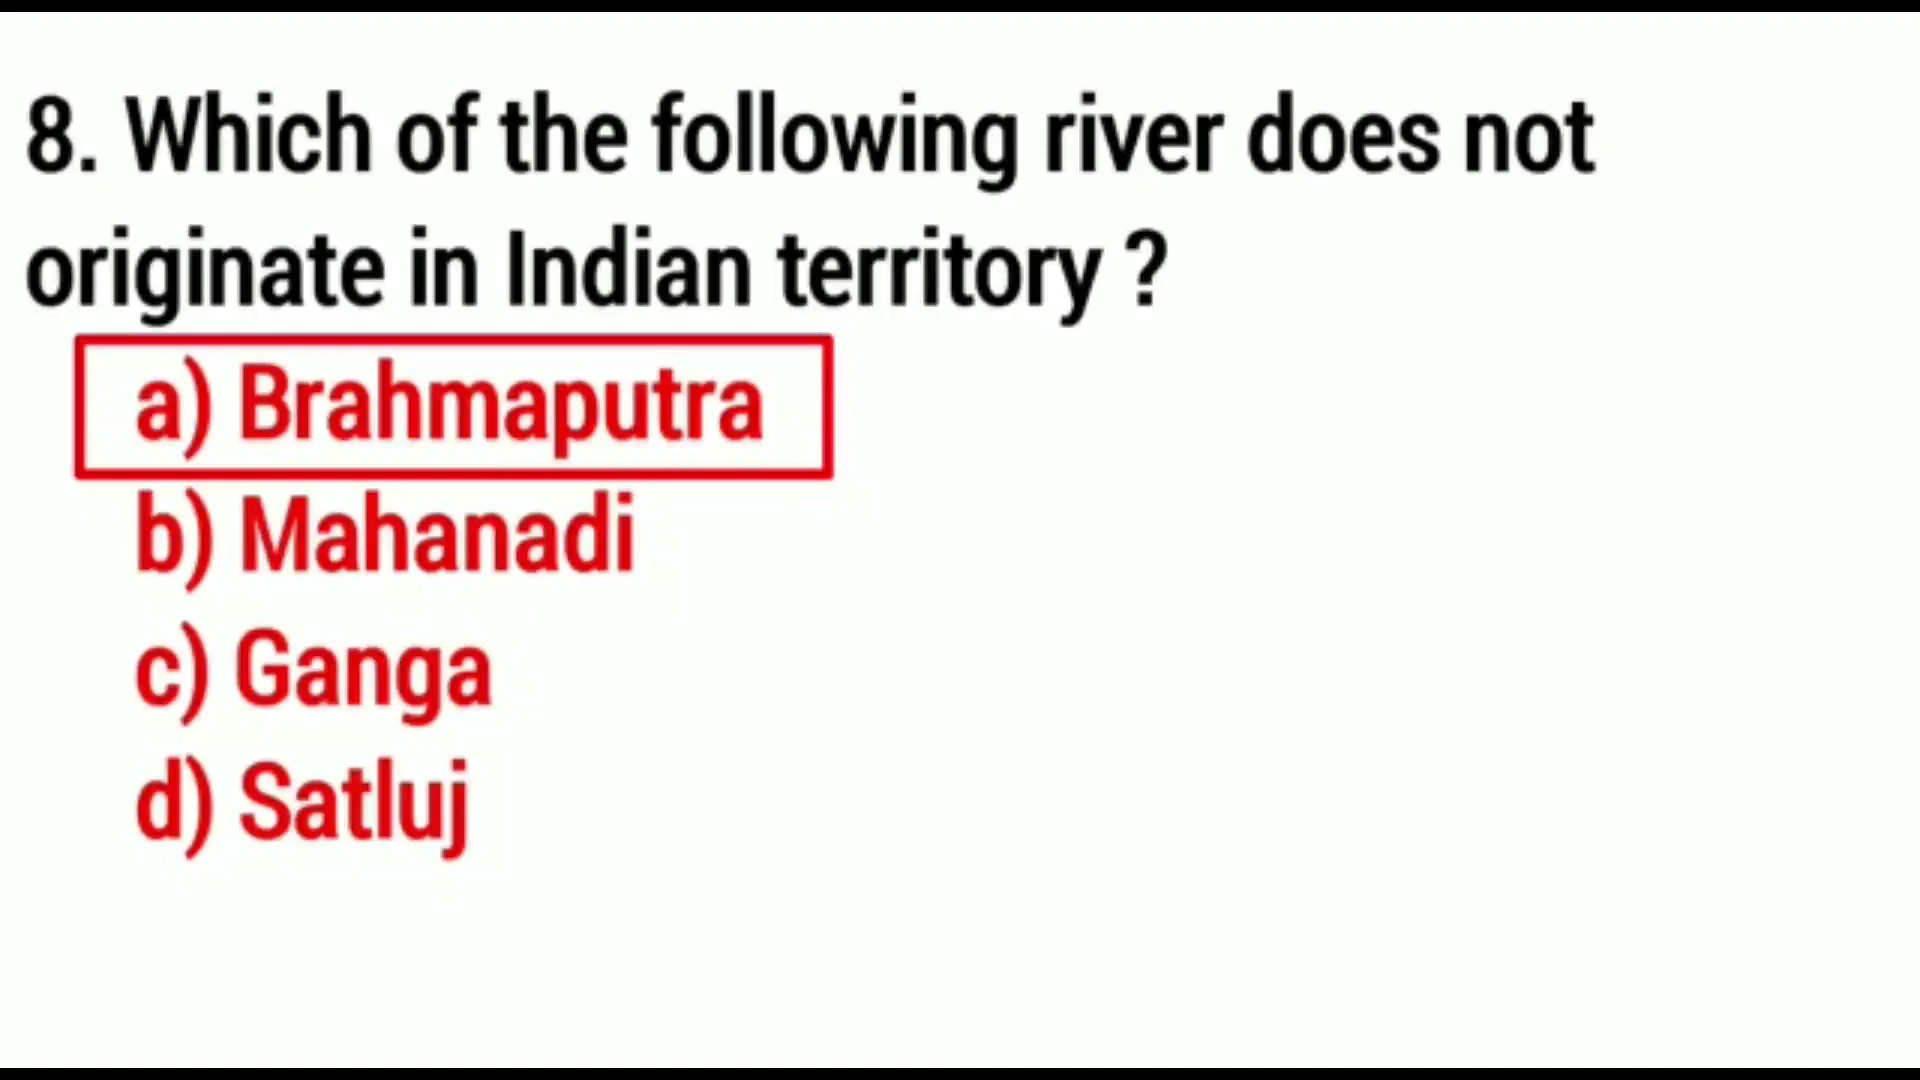 8. Which of the following river does not
originate in Indian territory ?
a) Brahmaputra
b) Mahanadi
c) Ganga
d) Satluj